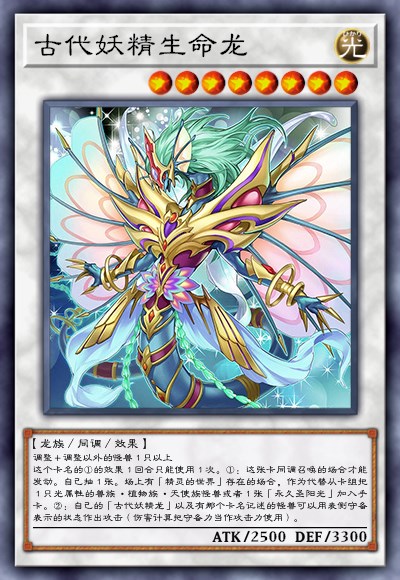 古代妖精生命龙
ひかり
光
【龙族／同调／效果】
调整＋调整以外的怪兽１只以上
这个卡名的①的效果１回合只能使用１次。①：这张卡同调召唤的场合才能
发动。自己抽１张。场上有「精灵的世界」存在的场合，作为代替从卡组把
１只光属性的兽族・植物族・天使族怪兽或者１张「永久圣阳光」加入手
卡。②：自己的「古代妖精龙」以及有那个卡名记述的怪兽可以用表侧守备
表示的状态作出攻击（伤害计算把守备力当作攻击力使用）。
ATK/2500 DEF/3300